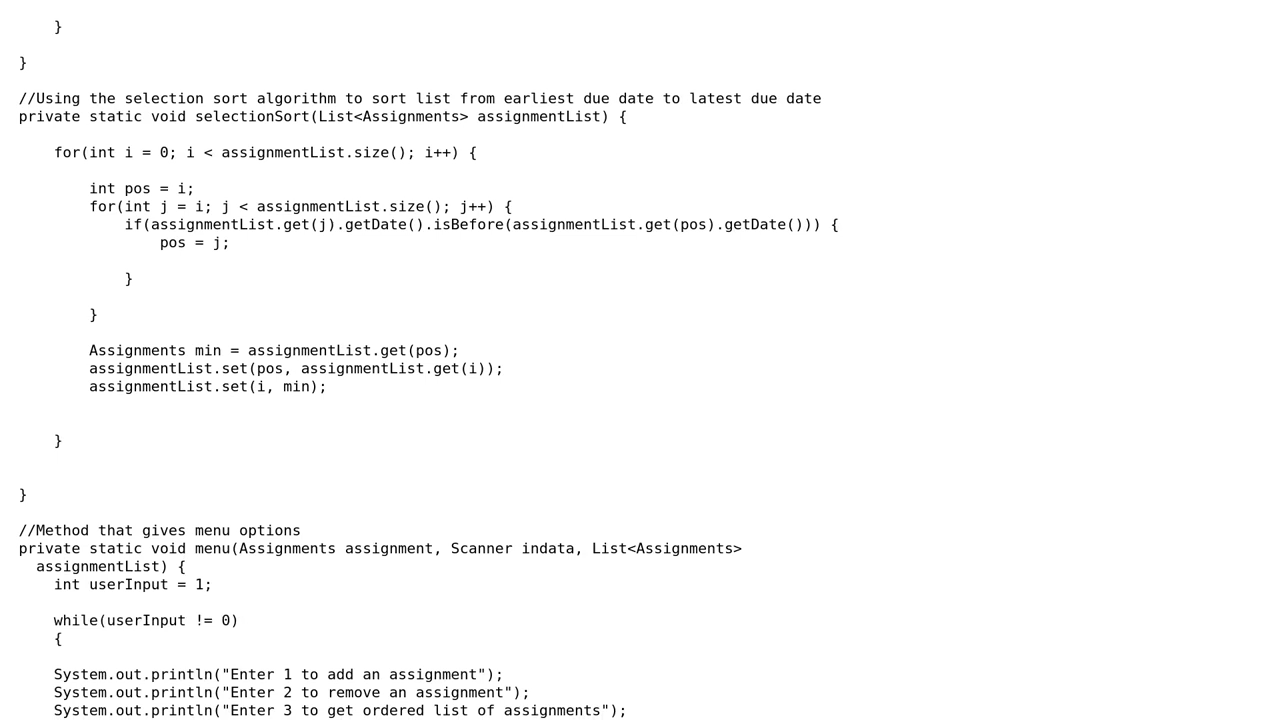 }

}

//Using the selection sort algorithm to sort list from earliest due date to latest due date
private static void selectionSort(List<Assignments> assignmentList) {

    for(int i = 0; i < assignmentList.size(); i++) {

        int pos = i;
        for(int j = i; j < assignmentList.size(); j++) {
            if(assignmentList.get(j).getDate().isBefore(assignmentList.get(pos).getDate())) {
                pos = j;

            }

        }

        Assignments min = assignmentList.get(pos);
        assignmentList.set(pos, assignmentList.get(i));
        assignmentList.set(i, min);


    }


}

//Method that gives menu options
private static void menu(Assignments assignment, Scanner indata, List<Assignments>
  assignmentList) {
    int userInput = 1;

    while(userInput != 0)
    {

    System.out.println("Enter 1 to add an assignment");
    System.out.println("Enter 2 to remove an assignment");
    System.out.println("Enter 3 to get ordered list of assignments");